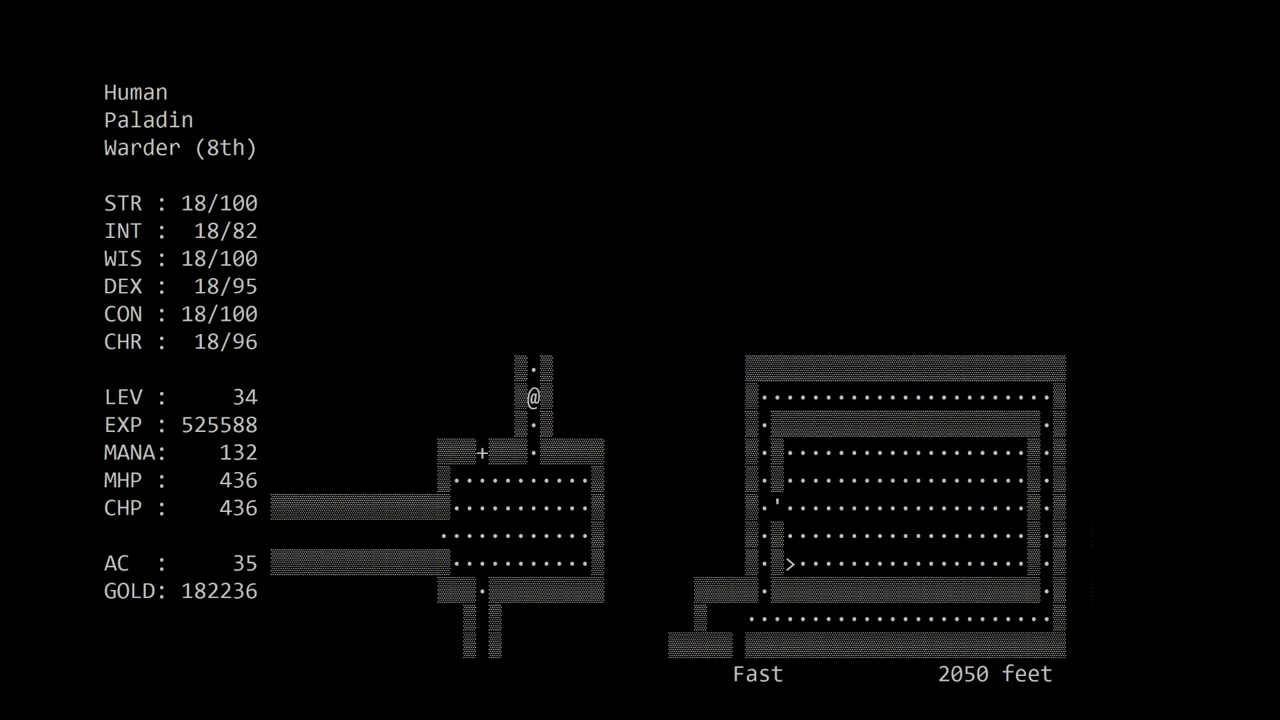 Human
Paladin
Warder (8th)
STR : 18/100
INT :  18/82
WIS : 18/100
DEX :  18/95
CON : 18/100
CHR :  18/96
LEV :     34
EXP : 525588
MANA:    132
MHP :    436
CHP :    436
AC  :     35
GOLD: 182236
Fast 2050 feet